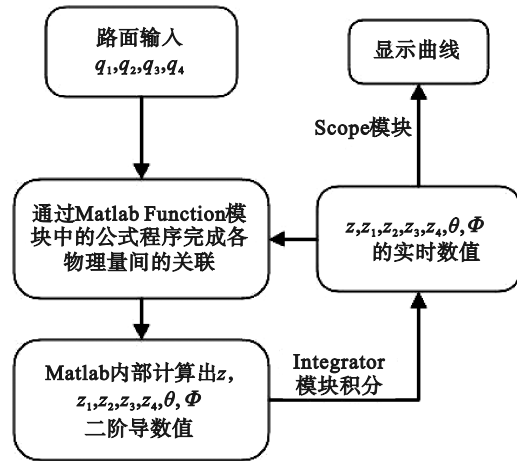 路面输入
q₁,q₂,q₃,q₄
显示曲线
Scope模块
通过Matlab Function模
块中的公式程序完成各
物理量间的关联
z,z₁,z₂,z₃,z₄,θ,Φ
的实时数值
Matlab内部计算出z,
z₁,z₂,z₃,z₄,θ,Φ
二阶导数值
Integrator
模块积分